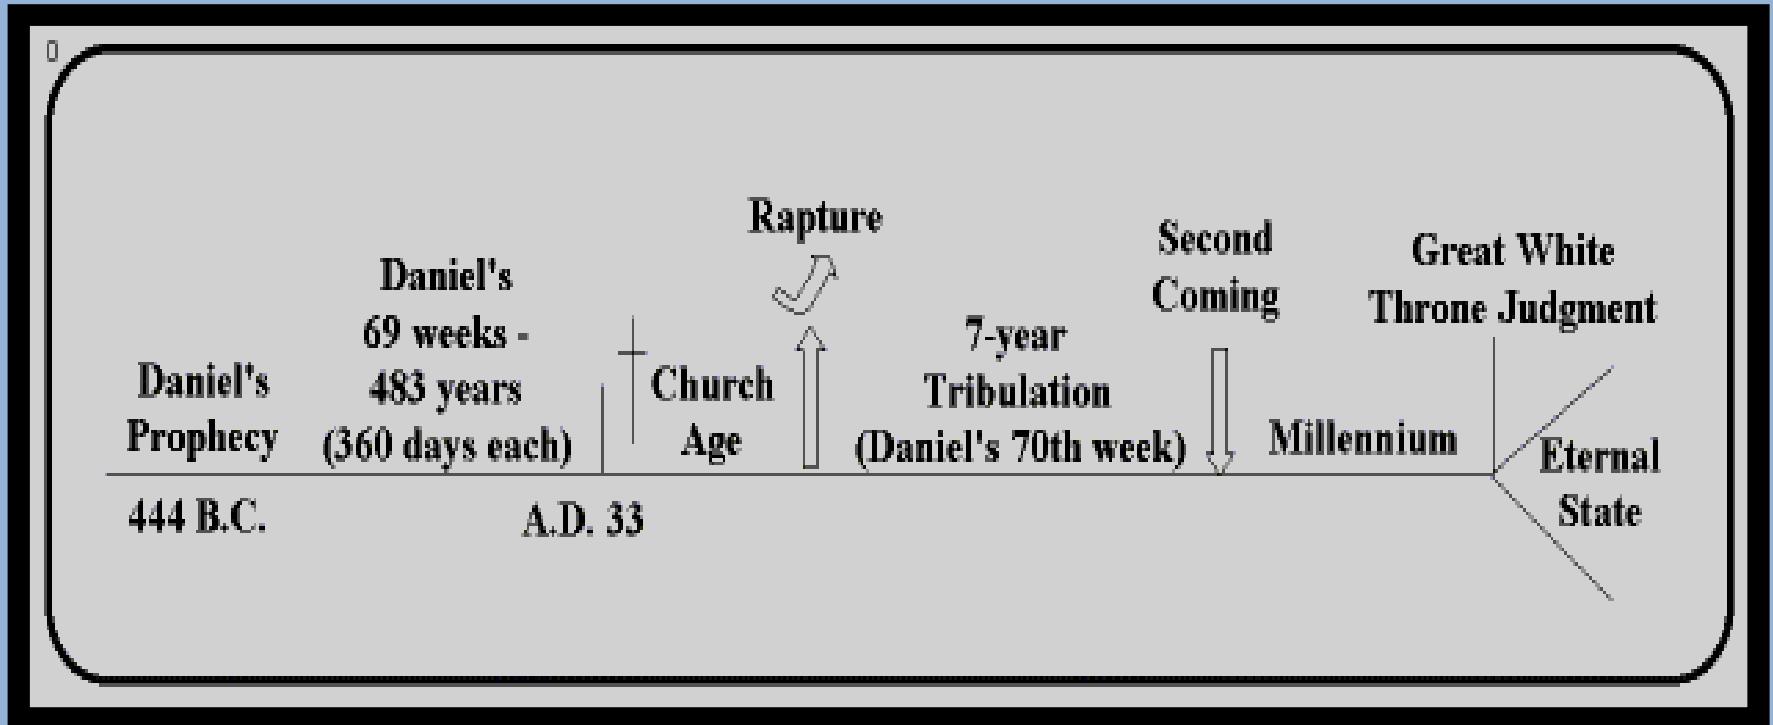 Daniel's
Prophecy
444 B.C.
Daniel's
69 weeks -
483 years
(360 days each)
A.D. 33
Church
Age
Rapture
7-year
Tribulation
(Daniel's 70th week)
Second
Coming
Millennium
Great White
Throne Judgment
Eternal
State